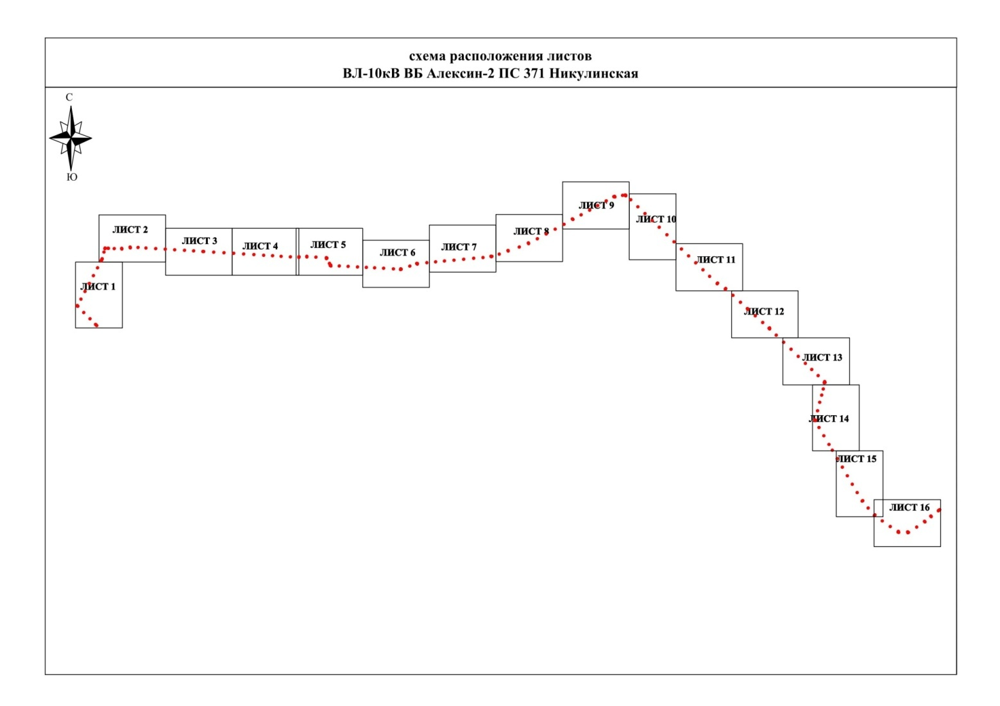 схема расположения листов
ВЛ-10кВ ВБ Алексин-2 ПС 371 Никулинская
С
Ю
ЛИСТ 1
ЛИСТ 2
ЛИСТ 3
ЛИСТ 4
ЛИСТ 5
ЛИСТ 6
ЛИСТ 7
ЛИСТ 8
ЛИСТ 9
ЛИСТ 10
ЛИСТ 11
ЛИСТ 12
ЛИСТ 13
ЛИСТ 14
ЛИСТ 15
ЛИСТ 16